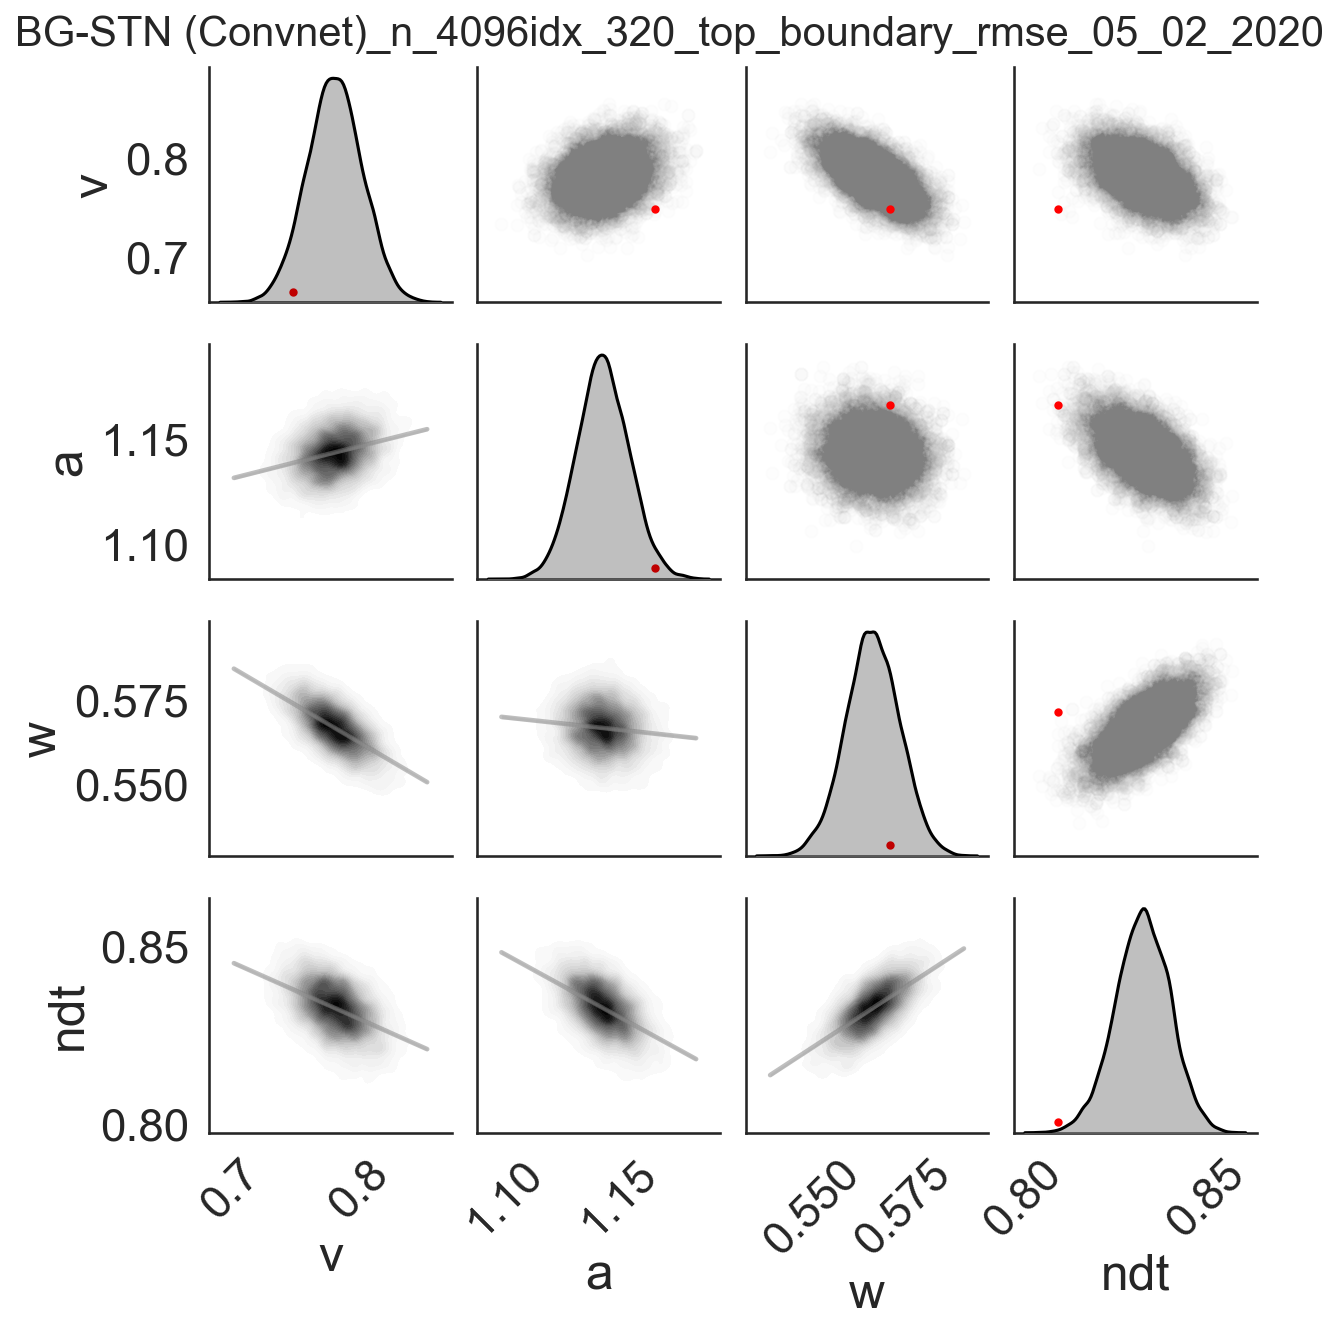 BG-STN (Convnet)_n_4096idx_320_top_boundary_rmse_05_02_2020
v
0.8
0.7
a
1.15
1.10
w
0.575
0.550
ndt
0.85
0.80
0.7 0.8 1.10 1.15 0.550 0.575 0.80 0.85
v a w ndt